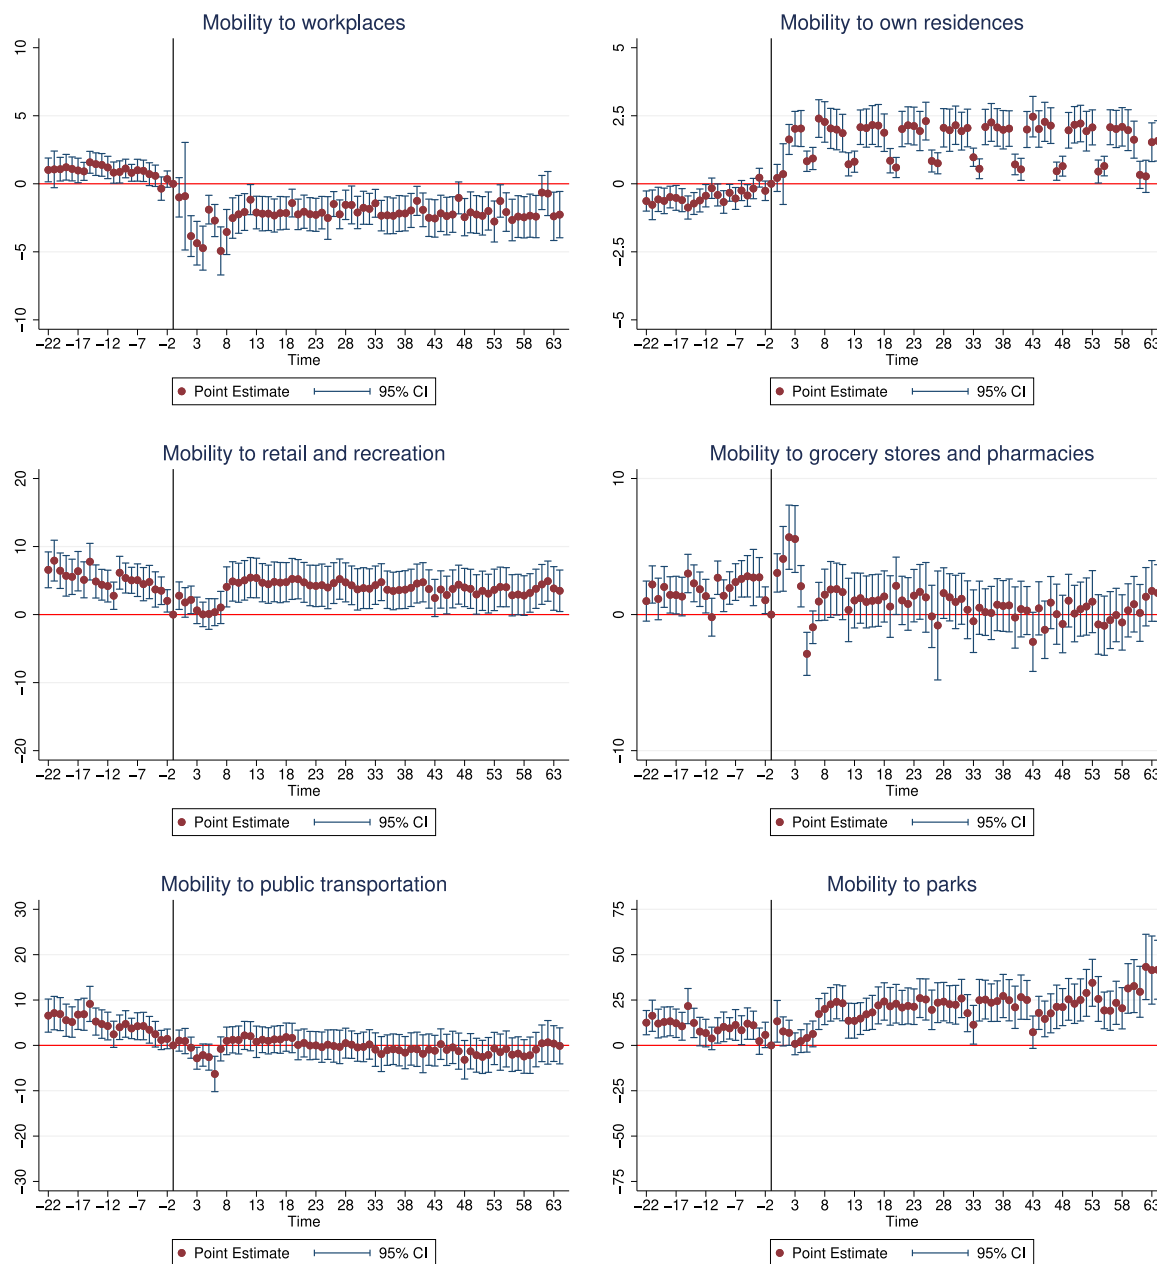 Mobility to workplaces
10
5
0
−5
−10
−22 −17 −12 −7 −2 3 8 13 18 23 28 33 38 43 48 53 58 63
Time
Point Estimate 95% CI
Mobility to own residences
5
2.5
0
−2.5
−5
−22 −17 −12 −7 −2 3 8 13 18 23 28 33 38 43 48 53 58 63
Time
Point Estimate 95% CI
Mobility to retail and recreation
20
10
0
−10
−20
−22 −17 −12 −7 −2 3 8 13 18 23 28 33 38 43 48 53 58 63
Time
Point Estimate 95% CI
Mobility to grocery stores and pharmacies
10
0
−10
−22 −17 −12 −7 −2 3 8 13 18 23 28 33 38 43 48 53 58 63
Time
Point Estimate 95% CI
Mobility to public transportation
30
20
10
0
−10
−20
−30
−22 −17 −12 −7 −2 3 8 13 18 23 28 33 38 43 48 53 58 63
Time
Point Estimate 95% CI
Mobility to parks
75
50
25
0
−25
−50
−75
−22 −17 −12 −7 −2 3 8 13 18 23 28 33 38 43 48 53 58 63
Time
Point Estimate 95% CI